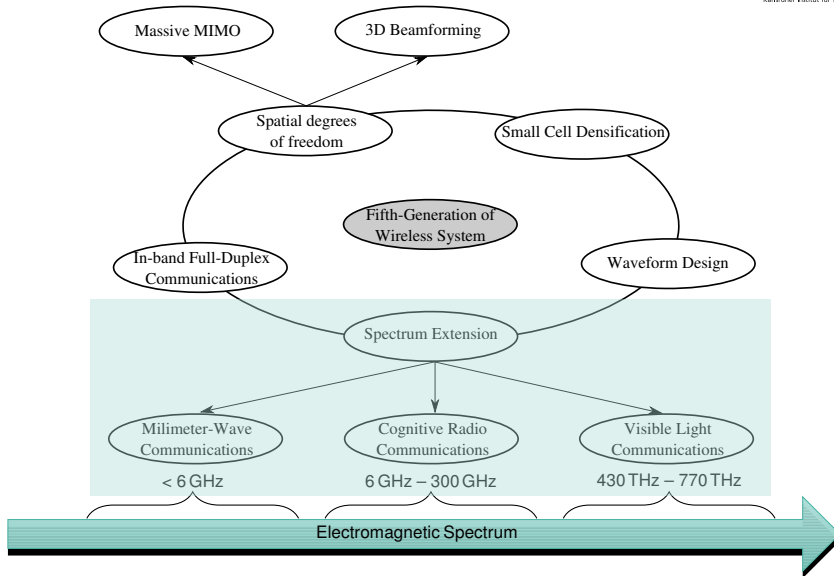 Massive MIMO
3D Beamforming
Spatial degrees
of freedom
Small Cell Densification
Fifth-Generation of
Wireless System
In-band Full-Duplex
Communications
Waveform Design
Spectrum Extension
Milimeter-Wave
Communications
Cognitive Radio
Communications
Visible Light
Communications
< 6 GHz
6 GHz – 300 GHz
430 THz – 770 THz
Electromagnetic Spectrum